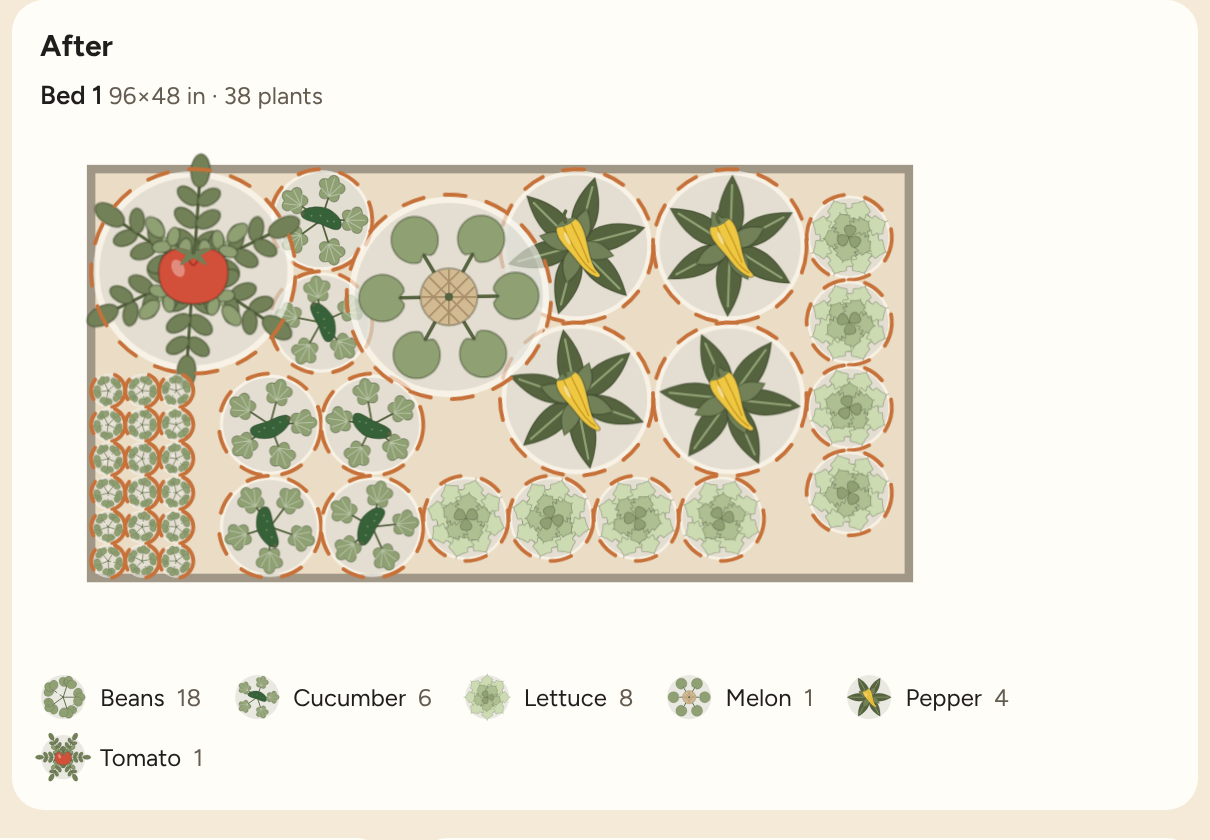 After
Bed 1 96×48 in · 38 plants
Beans 18 Cucumber 6 Lettuce 8 Melon 1 Pepper 4
Tomato 1